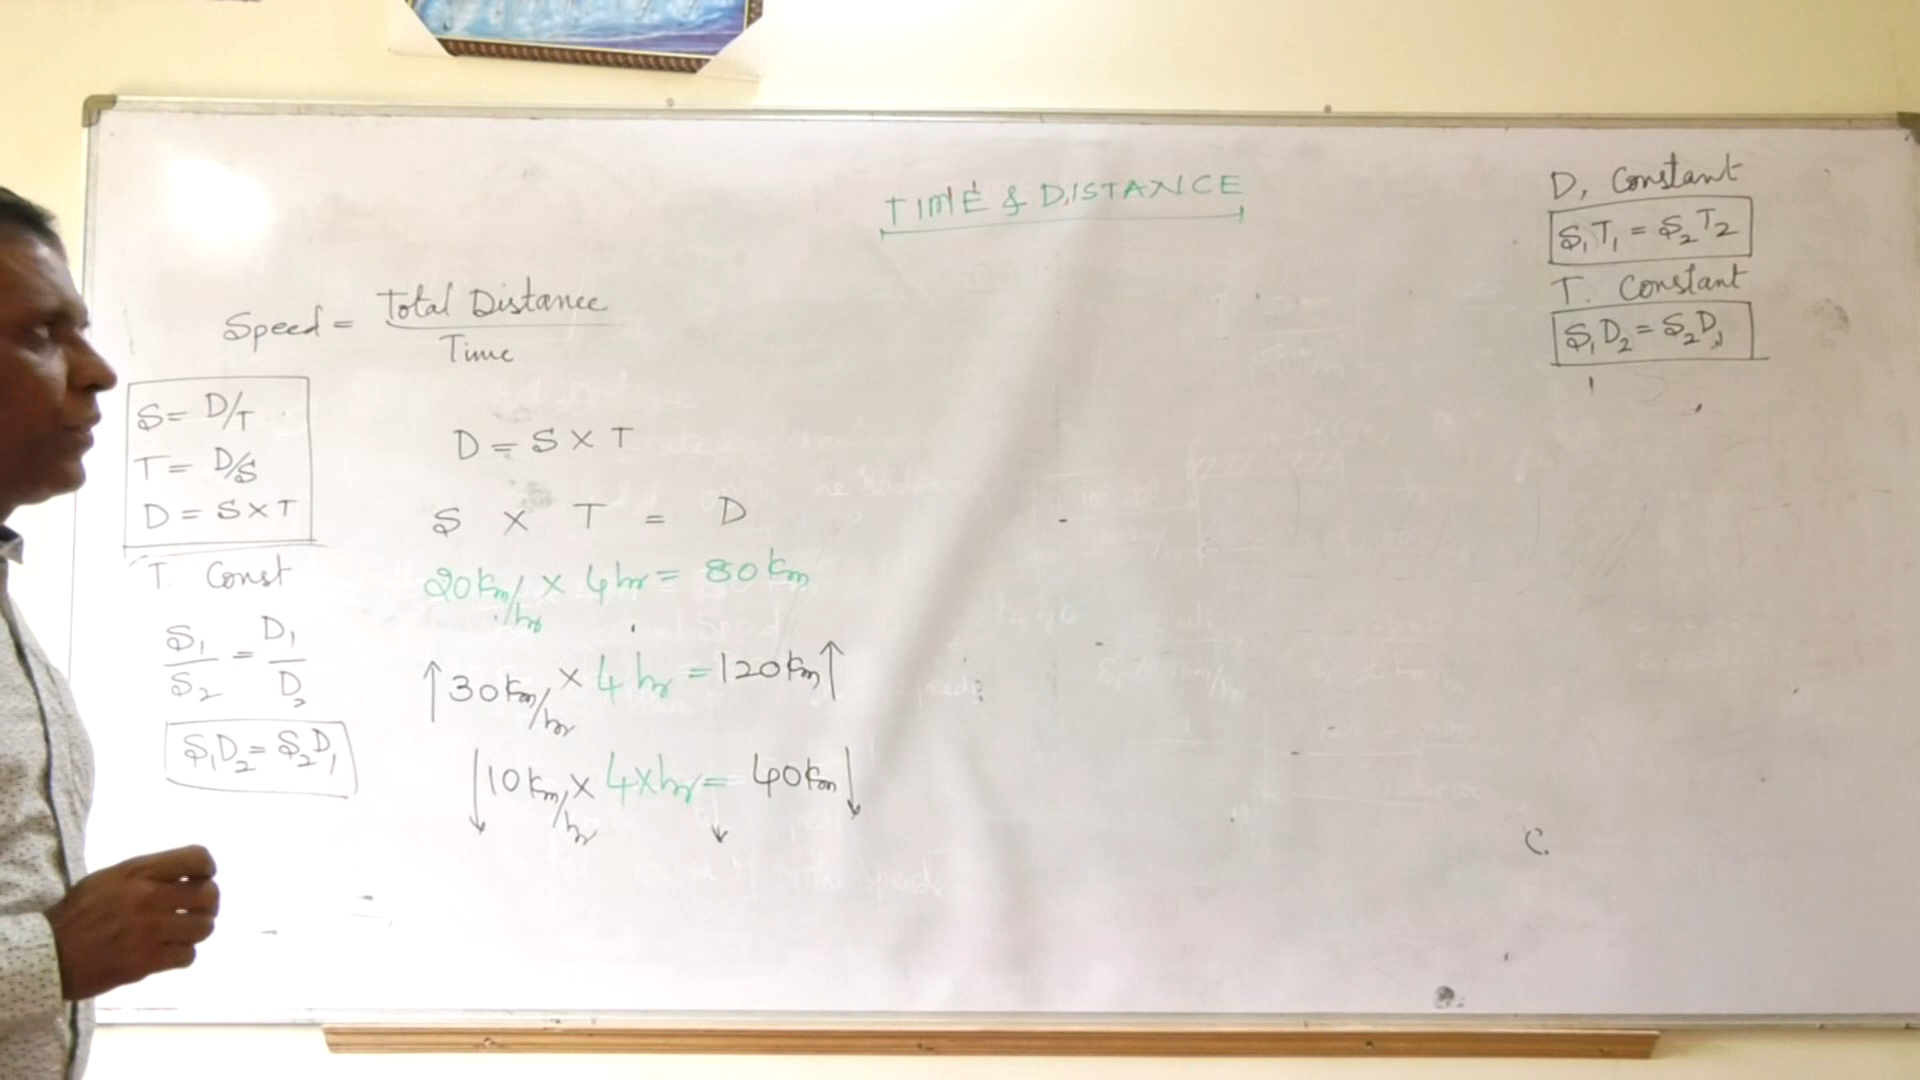 TIME & DISTANCE
Speed = Total Distance
Time
S = D/T
T = D/S
D = S × T
T. Const
S₁ = D₁
S₂ D₂
S₁D₂ = S₂D₁
D = S × T
S × T = D
20 Km/hr × 4 hr = 80 Km
↑ 30 Km/hr × 4 hr = 120 Km ↑
↓ 10 Km/hr × 4 × hr = 40 Km ↓
↓
D, Constant
S₁T₁ = S₂T₂
T. Constant
S₁D₂ = S₂D₁
C.